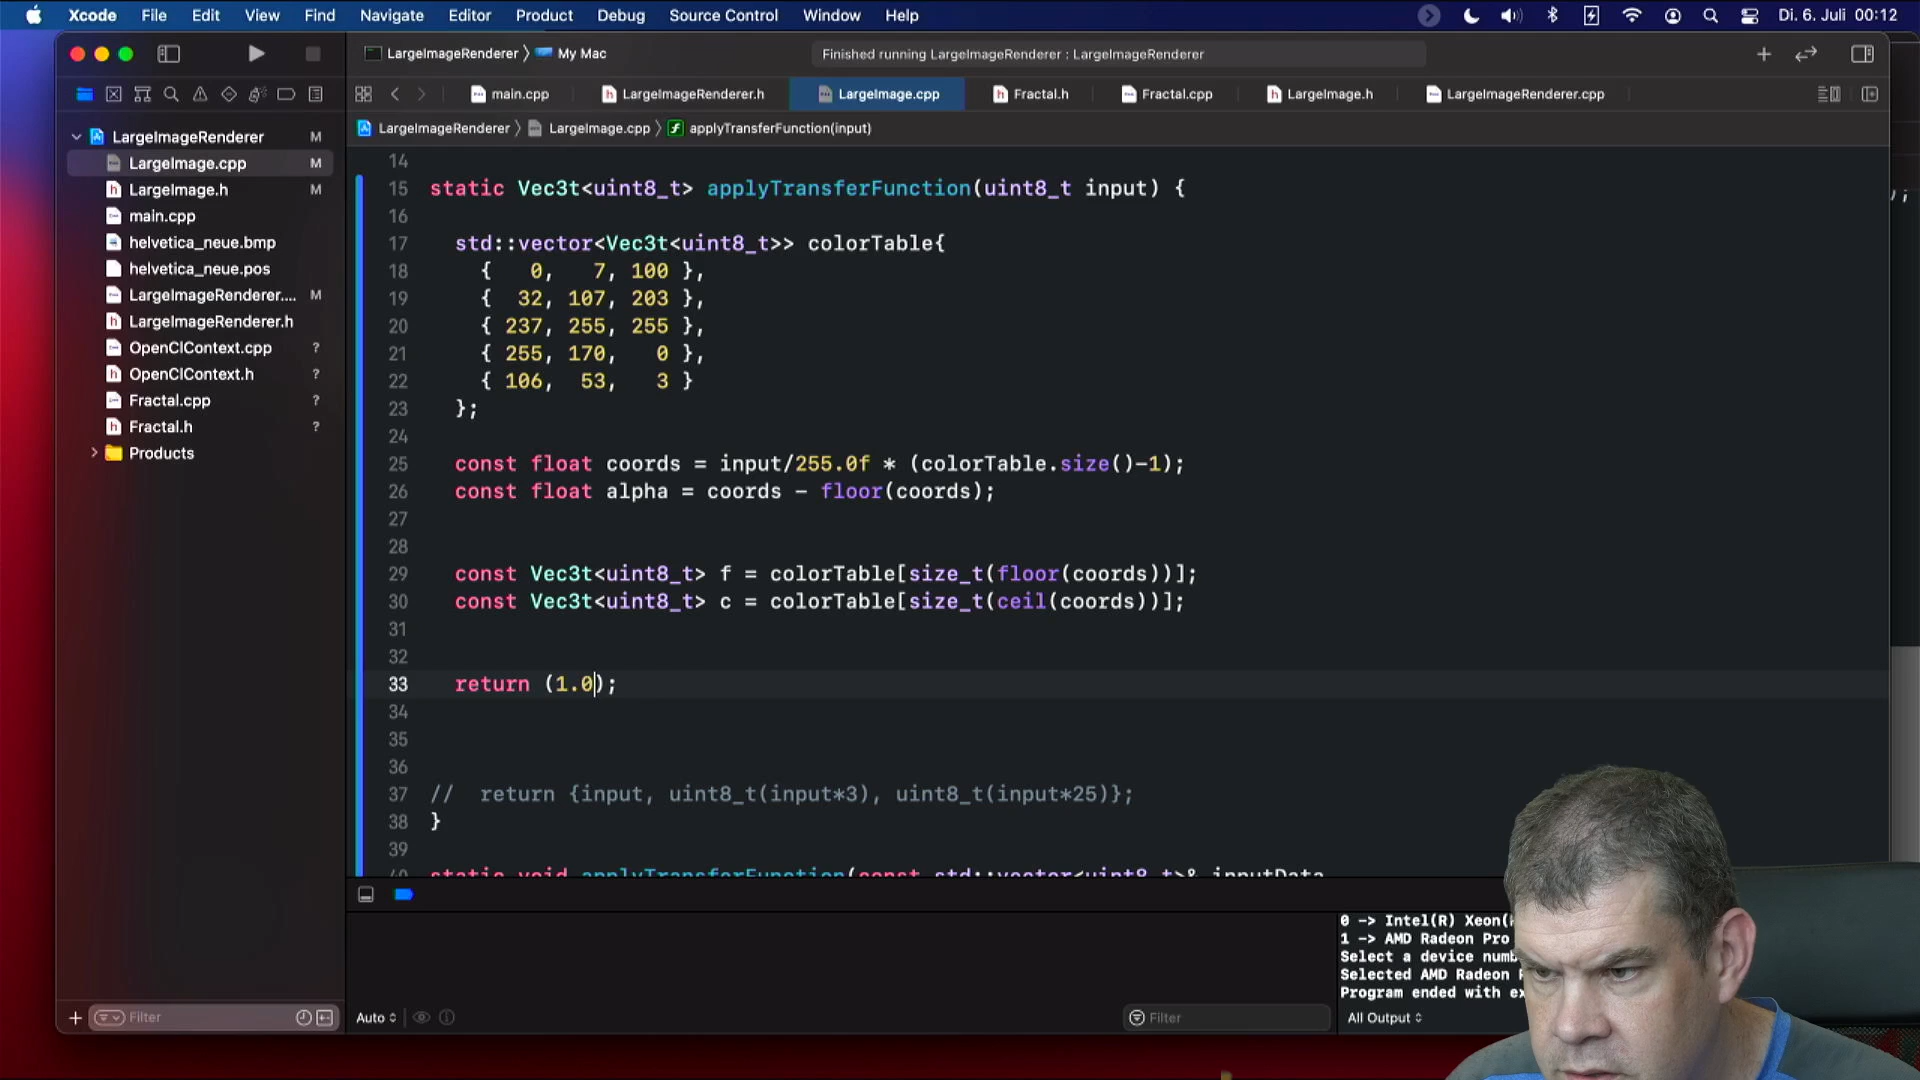 Xcode File Edit View Find Navigate Editor Product Debug Source Control Window Help Di. 6. Juli 00:12
LargeImageRenderer My Mac Finished running LargeImageRenderer : LargeImageRenderer
main.cpp LargeImageRenderer.h LargeImage.cpp Fractal.h Fractal.cpp LargeImage.h LargeImageRenderer.cpp
LargeImageRenderer LargeImage.cpp applyTransferFunction(input)
LargeImageRenderer M
LargeImage.cpp M
LargeImage.h M
main.cpp
helvetica_neue.bmp
helvetica_neue.pos
LargeImageRenderer.... M
LargeImageRenderer.h
OpenClContext.cpp ?
OpenClContext.h ?
Fractal.cpp ?
Fractal.h ?
Products
Filter
14
15 static Vec3t<uint8_t> applyTransferFunction(uint8_t input) {
16
17 std::vector<Vec3t<uint8_t>> colorTable{
18 { 0, 7, 100 },
19 { 32, 107, 203 },
20 { 237, 255, 255 },
21 { 255, 170, 0 },
22 { 106, 53, 3 }
23 };
24
25 const float coords = input/255.0f * (colorTable.size()-1);
26 const float alpha = coords - floor(coords);
27
28
29 const Vec3t<uint8_t> f = colorTable[size_t(floor(coords))];
30 const Vec3t<uint8_t> c = colorTable[size_t(ceil(coords))];
31
32
33 return (1.0);
34
35
36
37 // return {input, uint8_t(input*3), uint8_t(input*25)};
38 }
39
40 static void applyTransferFunction(const std::vector<uint8_t>& inputData
0 -> Intel(R) Xeon(
1 -> AMD Radeon Pro
Select a device numb
Selected AMD Radeon
Program ended with ex
Auto Filter All Output